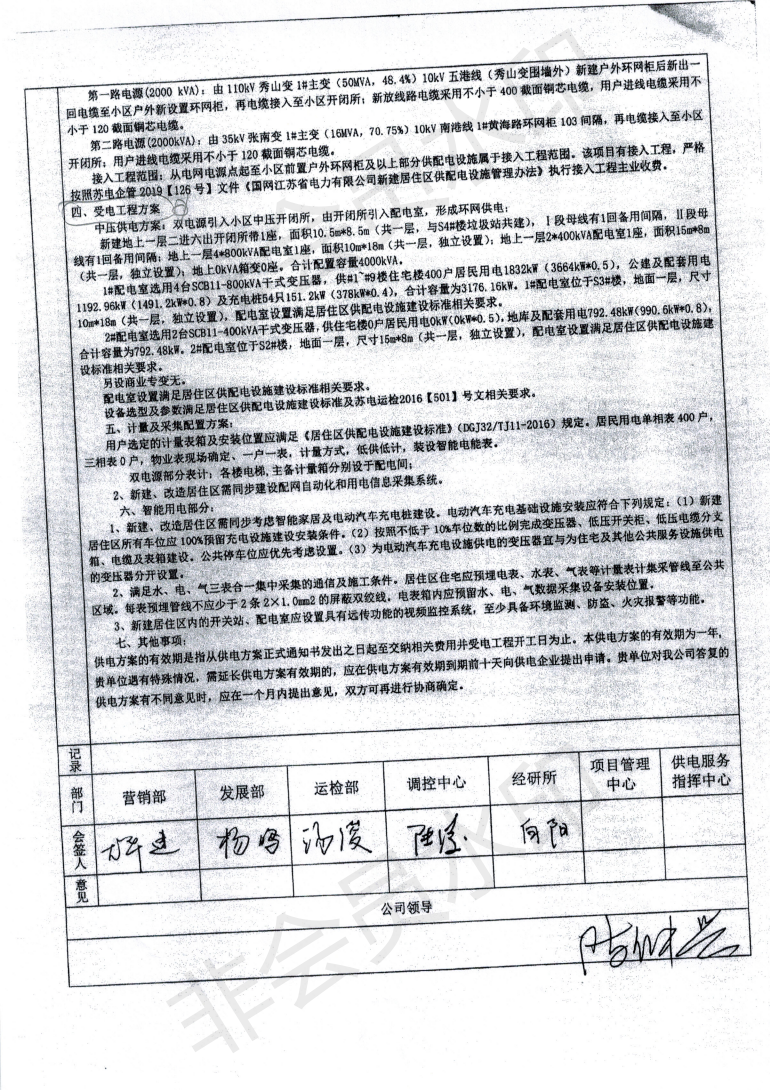 第一路电源(2000 kVA)：由 110kV 秀山变 1#主变（50MVA, 48.4%）10kV 五港线（秀山变围墙外）新建户外环网柜后新出一
回电缆至小区户外新设置环网柜，再电缆接入至小区开闭所；新放线路电缆采用不小于 400 截面铜芯电缆，用户进线电缆采用不
小于 120 截面铜芯电缆。
第二路电源(2000kVA)：由 35kV 张南变 1#主变（16MVA, 70.75%）10kV 南港线 1#黄海路环网柜 103 间隔，再电缆接入至小区
开闭所；用户进线电缆采用不小于 120 截面铜芯电缆。
接入工程范围：从电网电源点起至小区前置户外环网柜及以上部分供配电设施属于接入工程范围。该项目有接入工程，严格
按照苏电企管 2019【126 号】文件《国网江苏省电力有限公司新建居住区供配电设施管理办法》执行接入工程主业收费。
四、受电工程方案
中压供电方案：双电源引入小区中压开闭所，由开闭所引入配电室，形成环网供电；
新建地上一层二进六出开闭所带1座，面积10.5m*8.5m（共一层，与S4#楼垃圾站共建），Ⅰ段母线有1回备用间隔，Ⅱ段母
线有1回备用间隔；地上一层4*800kVA配电室1座，面积10m*18m（共一层，独立设置）；地上一层2*400kVA配电室1座，面积15m*8m
（共一层，独立设置）；地上0kVA箱变0座。合计配置容量4000kVA。
1#配电室选用4台SCB11-800kVA干式变压器，供#1~#9楼住宅楼400户居民用电1832kW（3664kW*0.5），公建及配套用电
1192.96kW（1491.2kW*0.8）及充电桩54只151.2kW（378kW*0.4），合计容量为3176.16kW。1#配电室位于S3#楼，地面一层，尺寸
10m*18m（共一层，独立设置），配电室设置满足居住区供配电设施建设标准相关要求。
2#配电室选用2台SCB11-400kVA干式变压器，供住宅楼0户居民用电0kW（0kW*0.5），地库及配套用电792.48kW(990.6kW*0.8)，
合计容量为792.48kW。2#配电室位于S2#楼，地面一层，尺寸15m*8m（共一层，独立设置），配电室设置满足居住区供配电设施建
设标准相关要求。
另设商业专变无。
配电室设置满足居住区供配电设施建设标准相关要求。
设备选型及参数满足居住区供配电设施建设标准及苏电运检2016【501】号文相关要求。
五、计量及采集配置方案：
用户选定的计量表箱及安装位置应满足《居住区供配电设施建设标准》（DGJ32/TJ11-2016）规定。居民用电单相表 400 户，
三相表 0 户，物业表现场确定、一户一表，计量方式，低供低计，装设智能电能表。
双电源部分表计：各楼电梯,主备计量箱分别设于配电间；
2、新建、改造居住区需同步建设配网自动化和用电信息采集系统。
六、智能用电部分：
1、新建、改造居住区需同步考虑智能家居及电动汽车充电桩建设。电动汽车充电基础设施安装应符合下列规定：（1）新建
居住区所有车位应 100%预留充电设施建设安装条件。（2）按照不低于 10%车位数的比例完成变压器、低压开关柜、低压电缆分支
箱、电缆及表箱建设。公共停车位应优先考虑设置。（3）为电动汽车充电设施供电的变压器宜与为住宅及其他公共服务设施供电
的变压器分开设置。
2、满足水、电、气三表合一集中采集的通信及施工条件。居住区住宅应预埋电表、水表、气表等计量表计集采管线至公共
区域。每表预埋管线不应少于 2 条 2×1.0mm2 的屏蔽双绞线。电表箱内应预留水、电、气数据采集设备安装位置。
3、新建居住区内的开关站、配电室应设置具有远传功能的视频监控系统，至少具备环境监测、防盗、火灾报警等功能。
七、其他事项：
供电方案的有效期是指从供电方案正式通知书发出之日起至交纳相关费用并受电工程开工日为止。本供电方案的有效期为一年，
贵单位遇有特殊情况，需延长供电方案有效期的，应在供电方案有效期到期前十天向供电企业提出申请。贵单位对我公司答复的
供电方案有不同意见时，应在一个月内提出意见，双方可再进行协商确定。
记录
部门 营销部 发展部 运检部 调控中心 经研所 项目管理中心 供电服务指挥中心
会签人 向阳
意见
公司领导
非会员水印
非会员水印